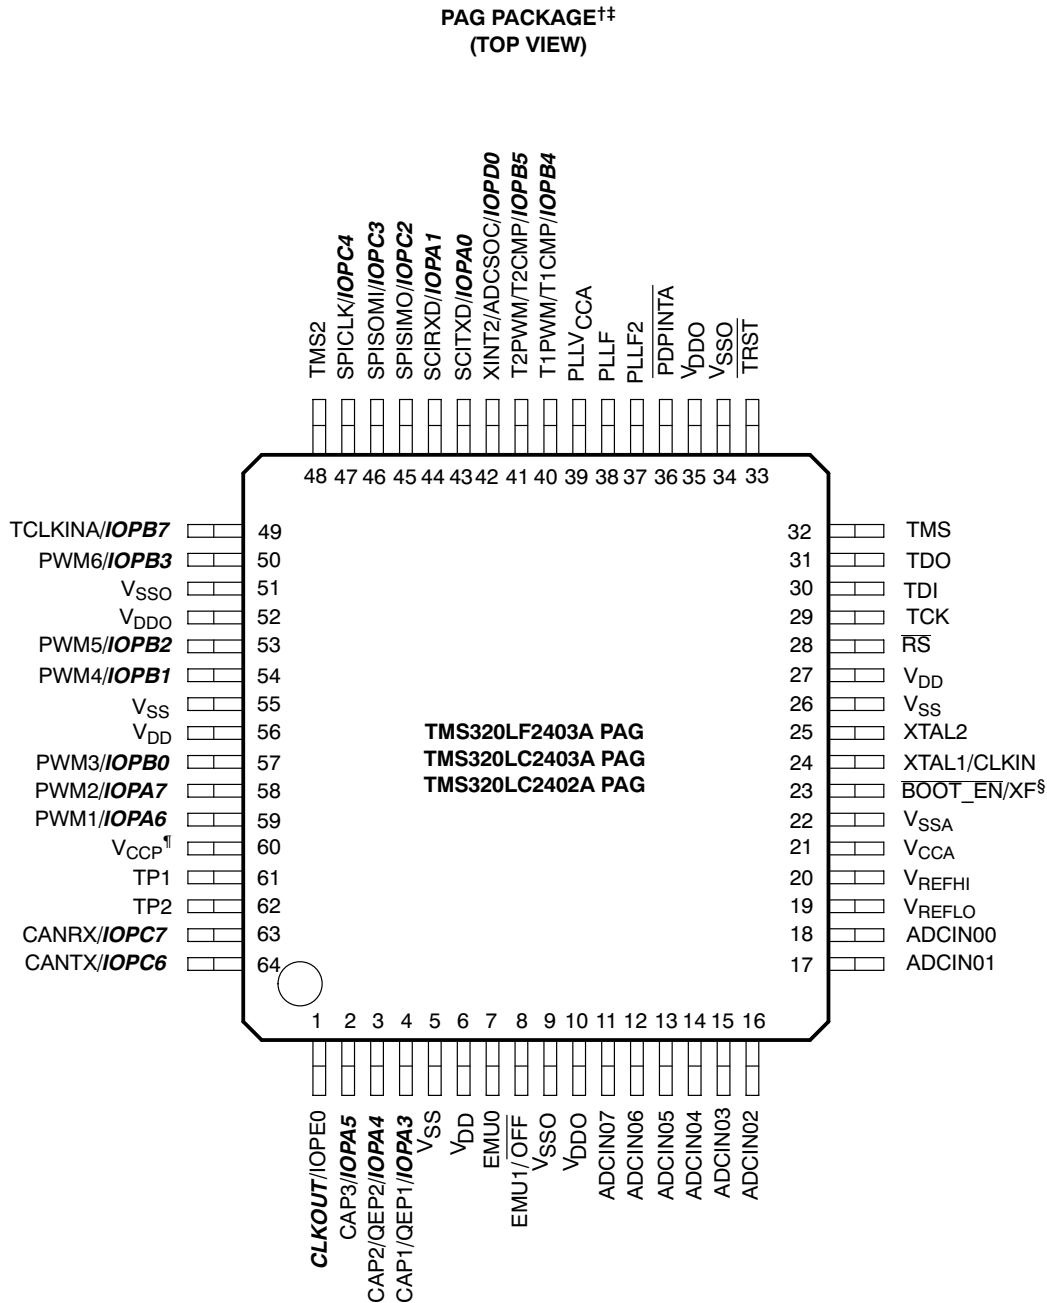 PAG PACKAGE†‡
(TOP VIEW)
TMS2
SPICLK/IOPC4
SPISOMI/IOPC3
SPISIMO/IOPC2
SCIRXD/IOPA1
SCITXD/IOPA0
XINT2/ADCSOC/IOPD0
T2PWM/T2CMP/IOPB5
T1PWM/T1CMP/IOPB4
PLLVCCA
PLLF
PLLF2
PDPINTA
VDDO
VSSO
TRST
48 47 46 45 44 43 42 41 40 39 38 37 36 35 34 33
TCLKINA/IOPB7 49
PWM6/IOPB3 50
VSSO 51
VDDO 52
PWM5/IOPB2 53
PWM4/IOPB1 54
VSS 55
VDD 56
PWM3/IOPB0 57
PWM2/IOPA7 58
PWM1/IOPA6 59
VCCP¶ 60
TP1 61
TP2 62
CANRX/IOPC7 63
CANTX/IOPC6 64
TMS320LF2403A PAG
TMS320LC2403A PAG
TMS320LC2402A PAG
32 TMS
31 TDO
30 TDI
29 TCK
28 RS
27 VDD
26 VSS
25 XTAL2
24 XTAL1/CLKIN
23 BOOT_EN/XF§
22 VSSA
21 VCCA
20 VREFHI
19 VREFLO
18 ADCIN00
17 ADCIN01
1 2 3 4 5 6 7 8 9 10 11 12 13 14 15 16
CLKOUT/IOPE0
CAP3/IOPA5
CAP2/QEP2/IOPA4
CAP1/QEP1/IOPA3
VSS
VDD
EMU0
EMU1/OFF
VSSO
VDDO
ADCIN07
ADCIN06
ADCIN05
ADCIN04
ADCIN03
ADCIN02